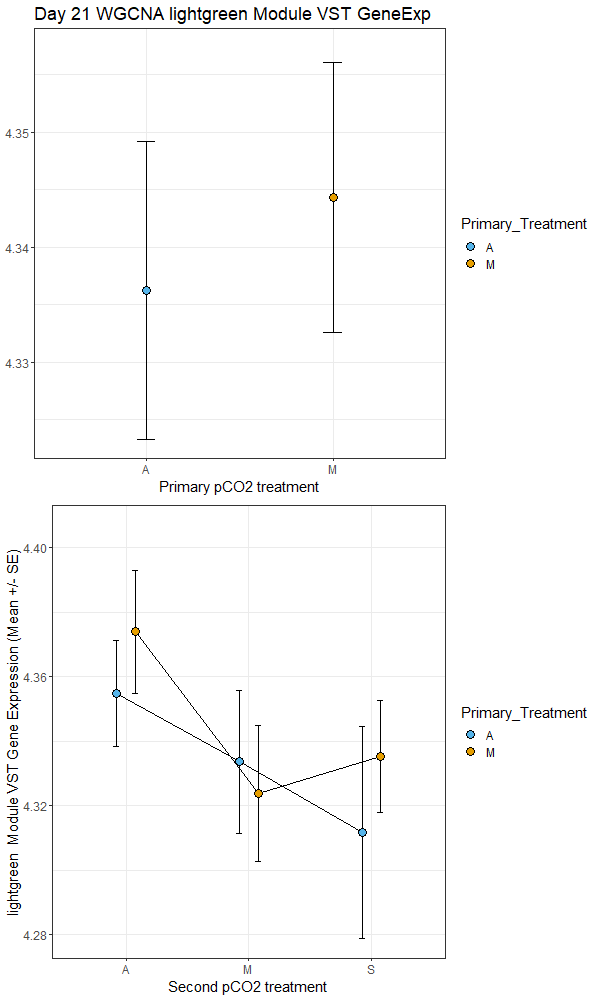 Day 21 WGCNA lightgreen Module VST GeneExp
4.35
4.34
4.33
A
M
Primary pCO2 treatment
Primary_Treatment
A
M
lightgreen  Module VST Gene Expression (Mean +/- SE)
4.40
4.36
4.32
4.28
A
M
S
Second pCO2 treatment
Primary_Treatment
A
M